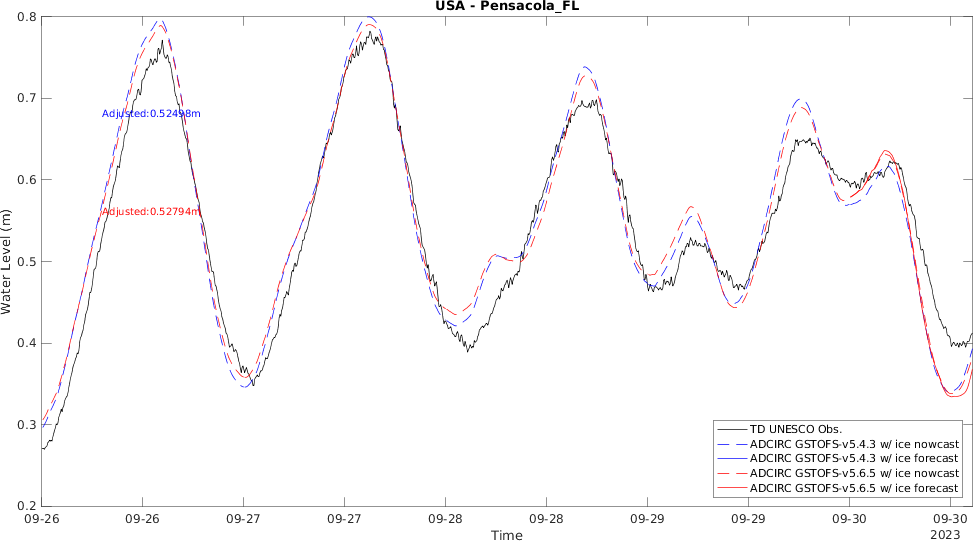 USA - Pensacola_FL
0.8
0.7
0.6
0.5
0.4
0.3
0.2
Water Level (m)
Adjusted:0.52498m
Adjusted:0.52794m
TD UNESCO Obs.
ADCIRC GSTOFS-v5.4.3 w/ ice nowcast
ADCIRC GSTOFS-v5.4.3 w/ ice forecast
ADCIRC GSTOFS-v5.6.5 w/ ice nowcast
ADCIRC GSTOFS-v5.6.5 w/ ice forecast
09-26 09-26 09-27 09-27 09-28 09-28 09-29 09-29 09-30 09-30
2023
Time